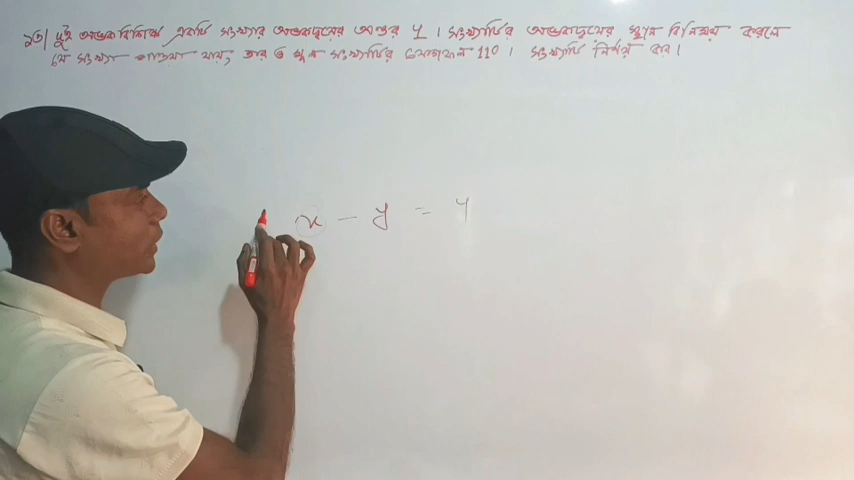 ১৩| দুই অঙ্কবিশিষ্ট একটি সংখ্যার অঙ্কদ্বয়ের অন্তর 4 । সংখ্যাটির অঙ্কদ্বয়ের স্থান বিনিময় করলে
যে সংখ্যা পাওয়া যায়, তার ও মূল সংখ্যাটির যোগফল 110 । সংখ্যাটি নির্ণয় কর।
x - y = 4